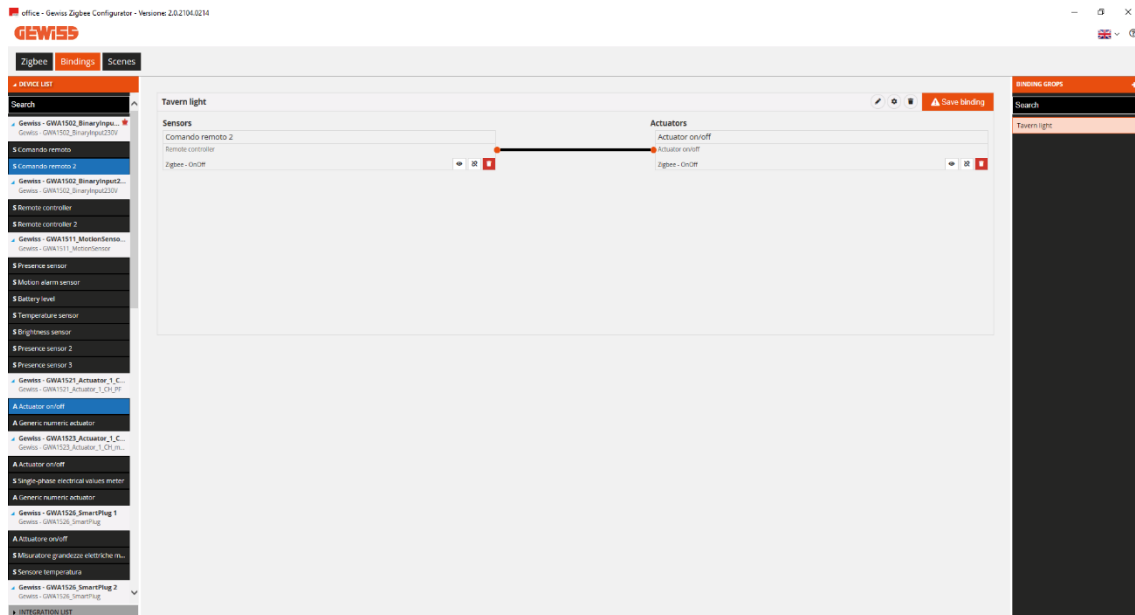 office - Gewiss Zigbee Configurator - Versione: 2.0.2104.0214
GEWISS
Zigbee Bindings Scenes
DEVICE LIST
Search
Gewiss - GWA1502_BinaryInpu...
Gewiss - GWA1502_BinaryInput230V
S Comando remoto
S Comando remoto 2
Gewiss - GWA1502_BinaryInput2...
Gewiss - GWA1502_BinaryInput230V
S Remote controller
S Remote controller 2
Gewiss - GWA1511_MotionSenso...
Gewiss - GWA1511_MotionSensor
S Presence sensor
S Motion alarm sensor
S Battery level
S Temperature sensor
S Brightness sensor
S Presence sensor 2
S Presence sensor 3
Gewiss - GWA1521_Actuator_1_C...
Gewiss - GWA1521_Actuator_1_CH_PF
A Actuator on/off
A Generic numeric actuator
Gewiss - GWA1523_Actuator_1_C...
Gewiss - GWA1523_Actuator_1_CH_m...
A Actuator on/off
S Single-phase electrical values meter
A Generic numeric actuator
Gewiss - GWA1526_SmartPlug 1
Gewiss - GWA1526_SmartPlug
A Attuatore on/off
S Misuratore grandezze elettriche m...
S Sensore temperatura
Gewiss - GWA1526_SmartPlug 2
Gewiss - GWA1526_SmartPlug
INTEGRATION LIST
Tavern light
Save binding
Sensors
Comando remoto 2
Remote controller
Zigbee - OnOff
Actuators
Actuator on/off
Actuator on/off
Zigbee - OnOff
BINDING GROPS
Search
Tavern light